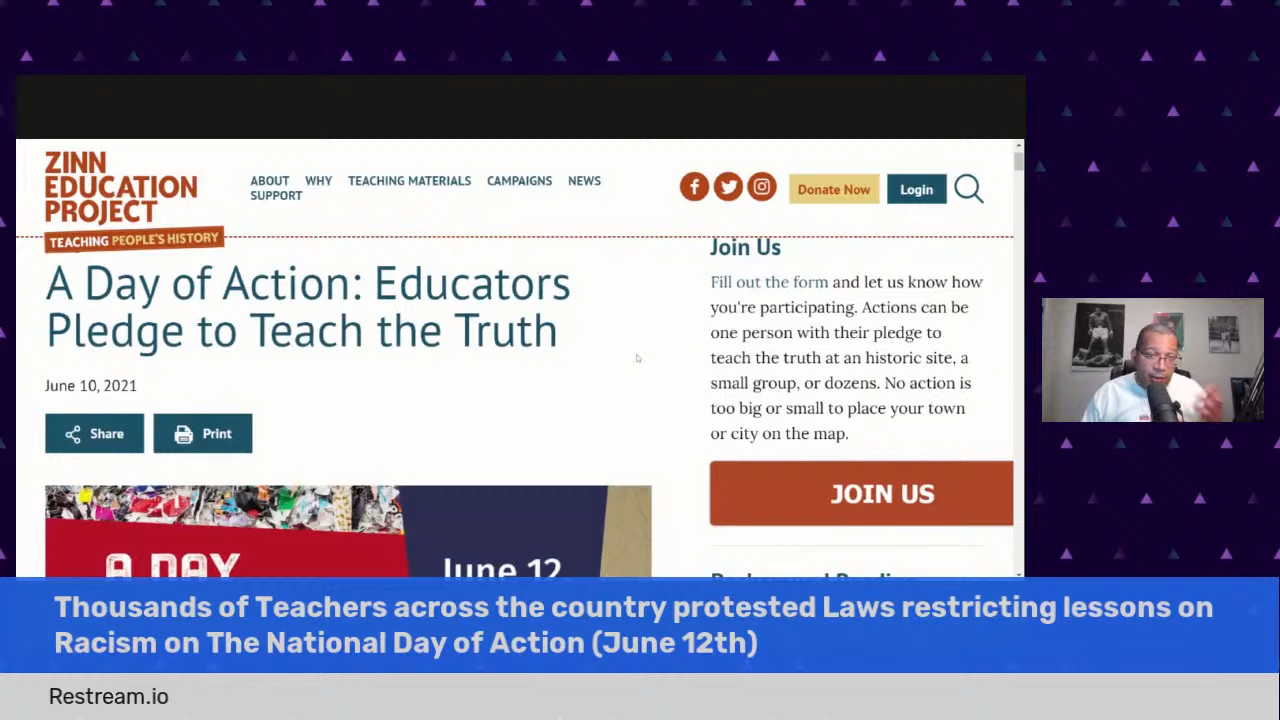 ZINN
EDUCATION
PROJECT
TEACHING PEOPLE'S HISTORY
ABOUT WHY TEACHING MATERIALS CAMPAIGNS NEWS
SUPPORT
Donate Now
Login
A Day of Action: Educators
Pledge to Teach the Truth
June 10, 2021
Share
Print
A DAY
June 12
Join Us
Fill out the form and let us know how
you're participating. Actions can be
one person with their pledge to
teach the truth at an historic site, a
small group, or dozens. No action is
too big or small to place your town
or city on the map.
JOIN US
Background Reading
Thousands of Teachers across the country protested Laws restricting lessons on
Racism on The National Day of Action (June 12th)
Restream.io